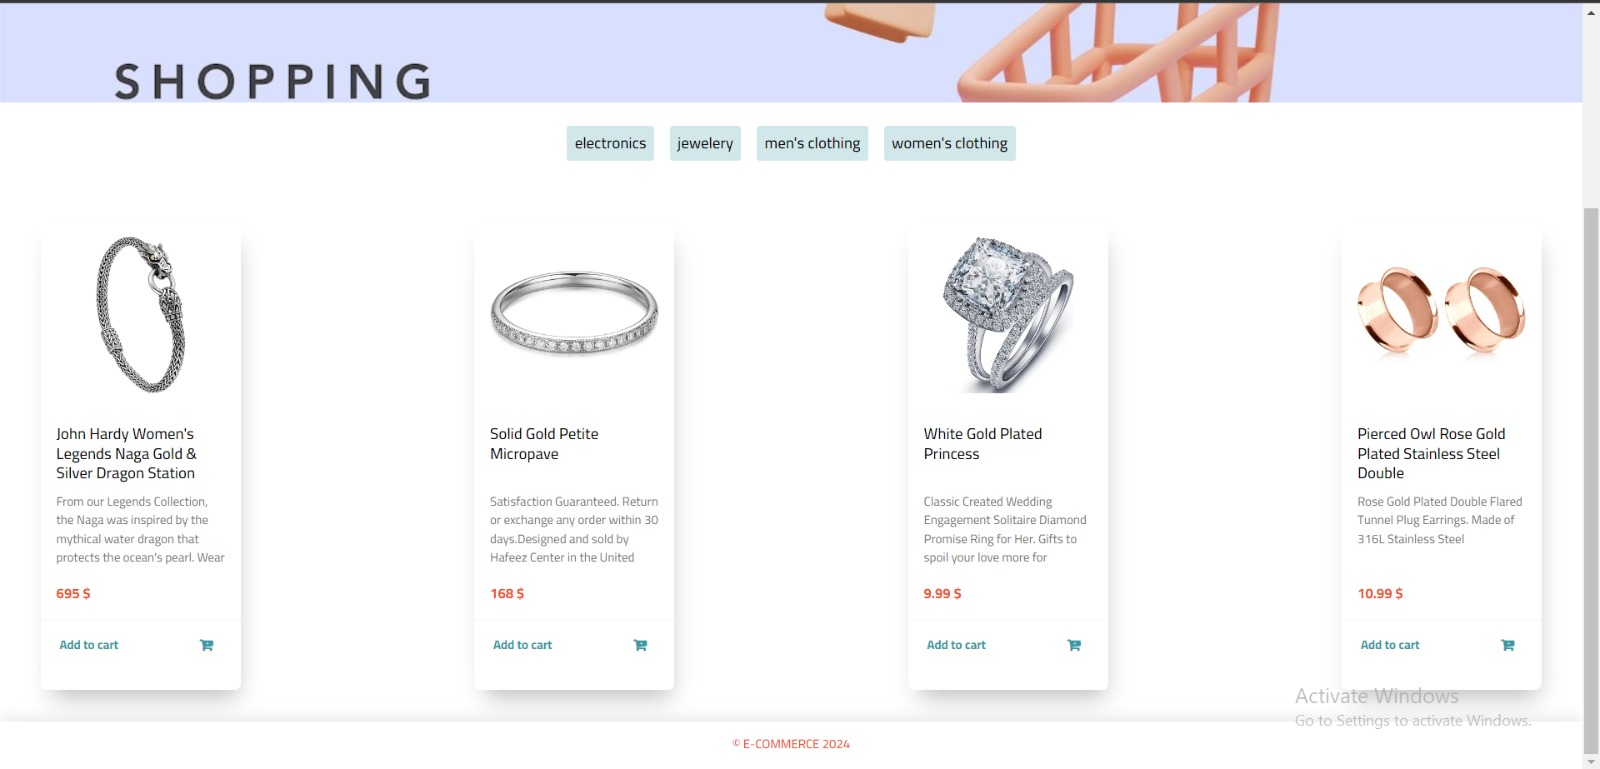 SHOPPING
electronics
jewelery
men's clothing
women's clothing
John Hardy Women's
Legends Naga Gold &
Silver Dragon Station
From our Legends Collection,
the Naga was inspired by the
mythical water dragon that
protects the ocean's pearl. Wear
695 $
Add to cart
Solid Gold Petite
Micropave
Satisfaction Guaranteed. Return
or exchange any order within 30
days.Designed and sold by
Hafeez Center in the United
168 $
Add to cart
White Gold Plated
Princess
Classic Created Wedding
Engagement Solitaire Diamond
Promise Ring for Her. Gifts to
spoil your love more for
9.99 $
Add to cart
Pierced Owl Rose Gold
Plated Stainless Steel
Double
Rose Gold Plated Double Flared
Tunnel Plug Earrings. Made of
316L Stainless Steel
10.99 $
Add to cart
Activate Windows
Go to Settings to activate Windows.
© E-COMMERCE 2024